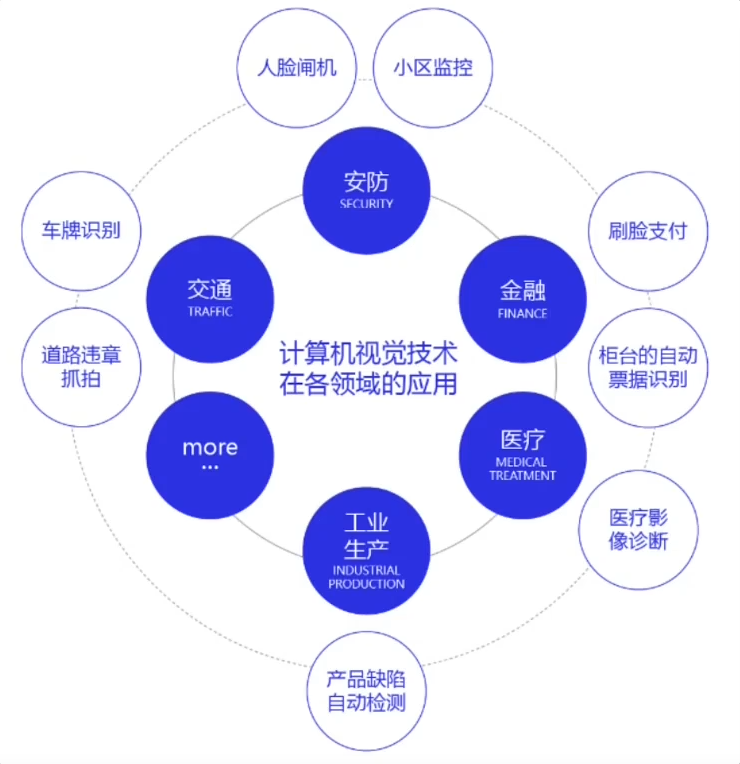 人脸闸机
小区监控
安防
SECURITY
车牌识别
刷脸支付
交通
TRAFFIC
金融
FINANCE
道路违章
抓拍
计算机视觉技术
在各领域的应用
柜台的自动
票据识别
more
...
医疗
MEDICAL
TREATMENT
医疗影
像诊断
工业
生产
INDUSTRIAL
PRODUCTION
产品缺陷
自动检测